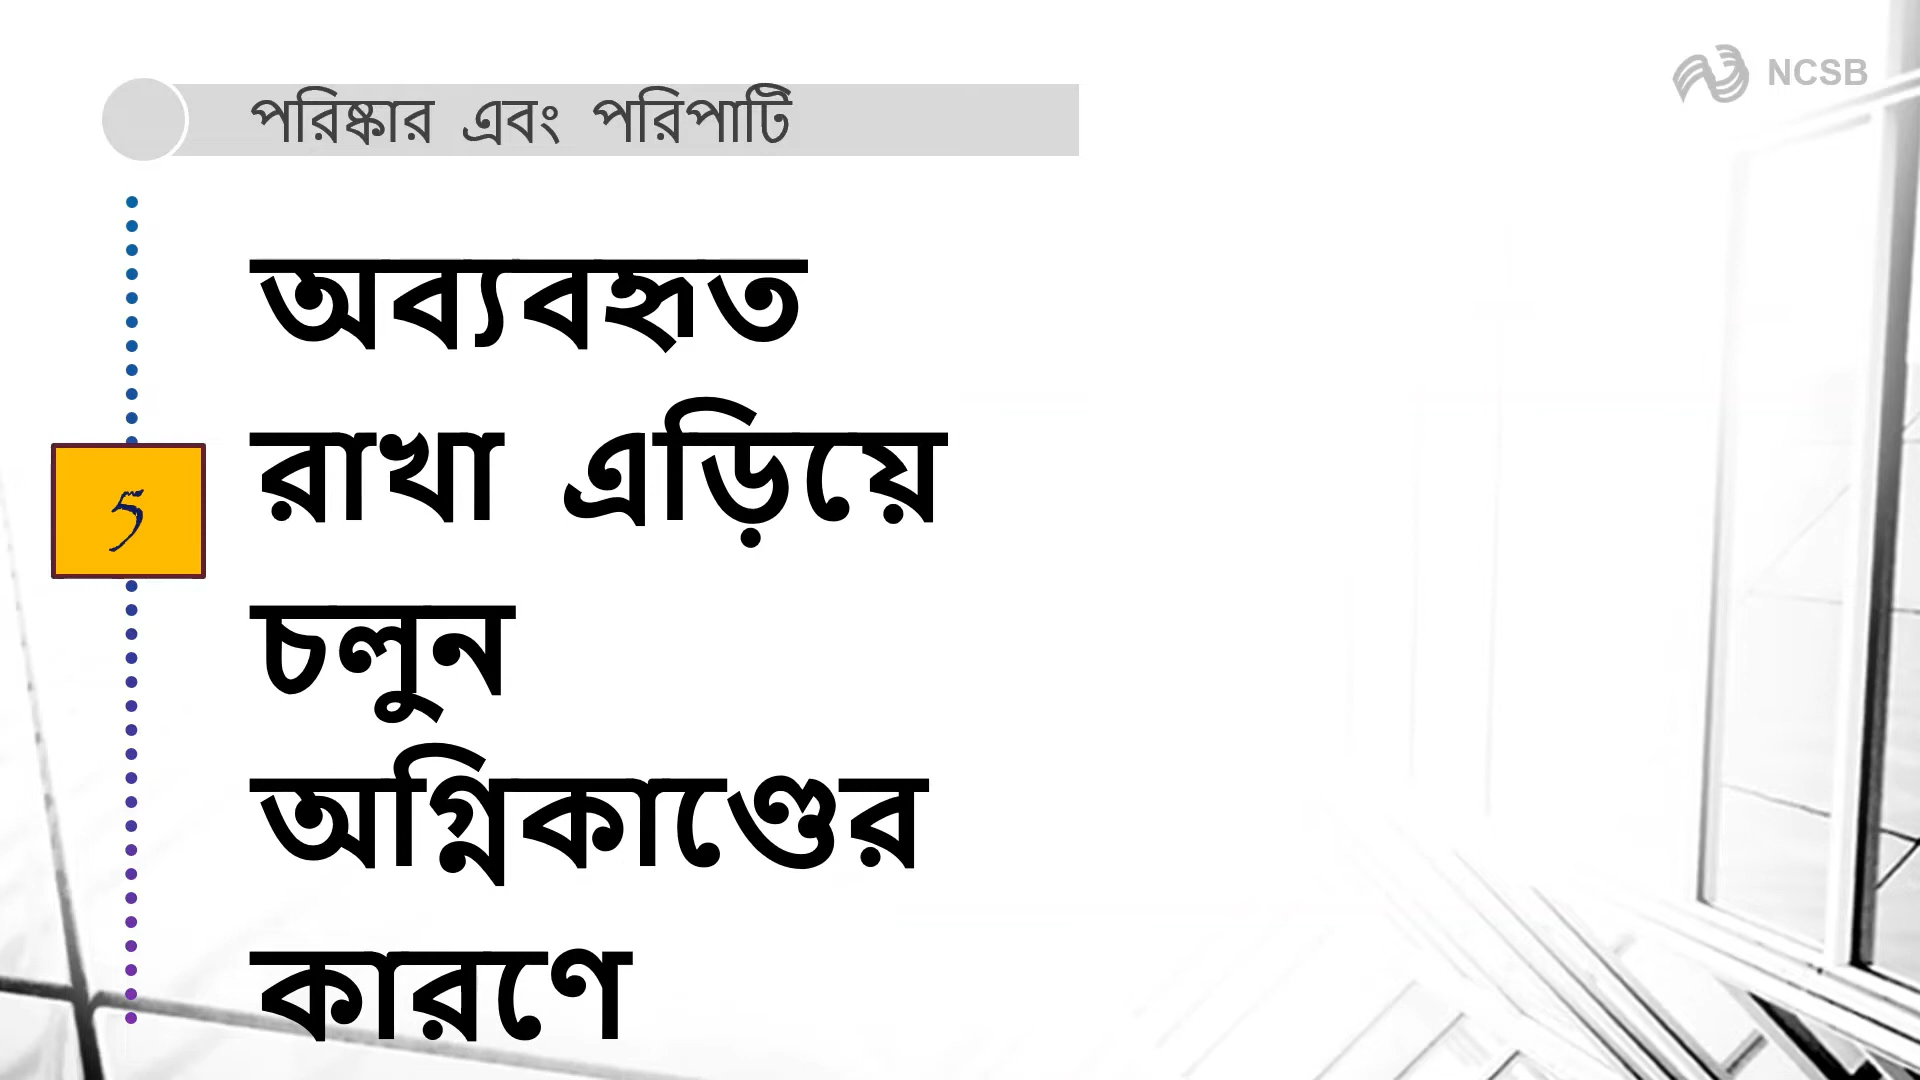 NCSB
পরিষ্কার এবং পরিপাটি
অব্যবহৃত
রাখা এড়িয়ে
5
চলুন
অগ্নিকাণ্ডের
কারণে